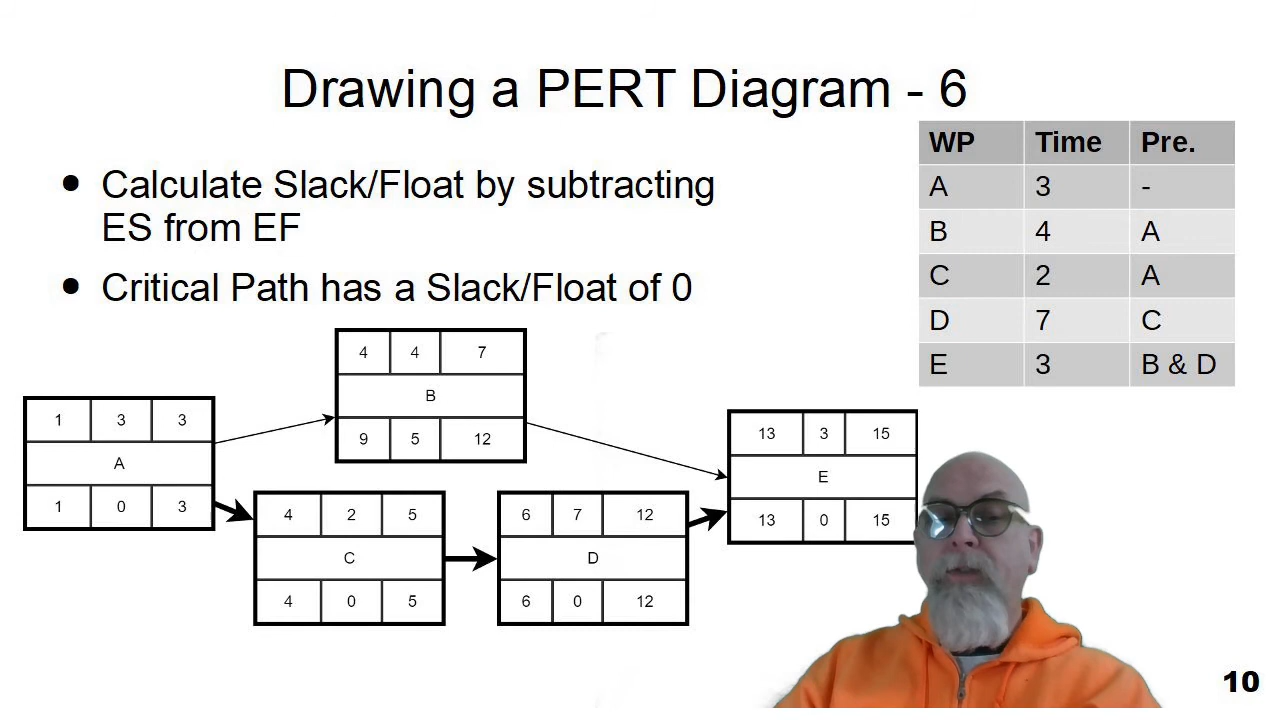 Drawing a PERT Diagram - 6
● Calculate Slack/Float by subtracting
ES from EF
● Critical Path has a Slack/Float of 0
WP Time Pre.
A 3 -
B 4 A
C 2 A
D 7 C
E 3 B & D
4 4 7
B
9 5 12
1 3 3
A
1 0 3
13 3 15
E
13 0 15
4 2 5
C
4 0 5
6 7 12
D
6 0 12
10